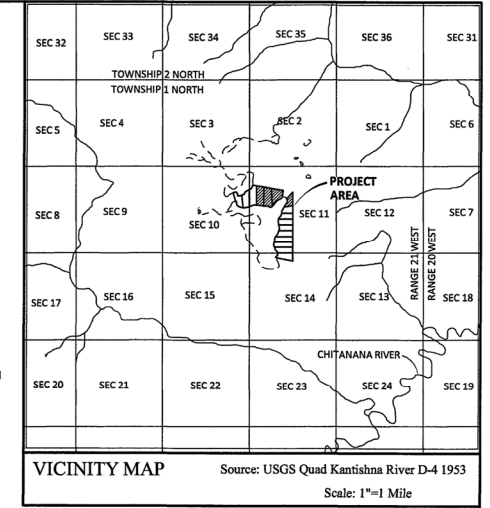 SEC 32 SEC 33 SEC 34 SEC 35 SEC 36 SEC 31
TOWNSHIP 2 NORTH
TOWNSHIP 1 NORTH
SEC 5 SEC 4 SEC 3 SEC 2 SEC 1 SEC 6
PROJECT
AREA
SEC 8 SEC 9 SEC 10 SEC 11 SEC 12 SEC 7
RANGE 21 WEST
RANGE 20 WEST
SEC 17 SEC 16 SEC 15 SEC 14 SEC 13 SEC 18
CHITANANA RIVER
SEC 20 SEC 21 SEC 22 SEC 23 SEC 24 SEC 19
VICINITY MAP
Source: USGS Quad Kantishna River D-4 1953
Scale: 1"=1 Mile